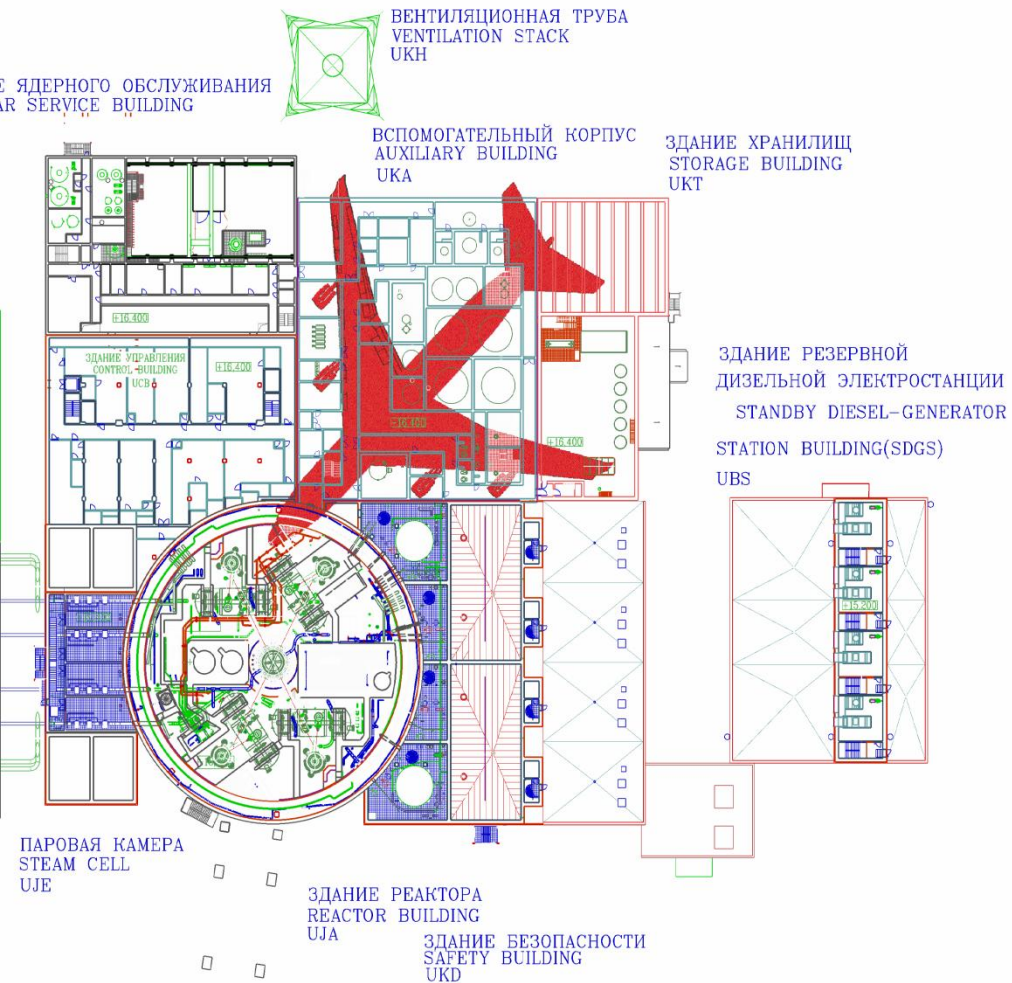 ВЕНТИЛЯЦИОННАЯ ТРУБА
VENTILATION STACK
UKH
Е ЯДЕРНОГО ОБСЛУЖИВАНИЯ
AR SERVICE BUILDING
ВСПОМОГАТЕЛЬНЫЙ КОРПУС
AUXILIARY BUILDING
UKA
ЗДАНИЕ ХРАНИЛИЩ
STORAGE BUILDING
UKT
+16.400
ЗДАНИЕ УПРАВЛЕНИЯ
CONTROL BUILDING
UCB
+16.400
+16.400
+16.400
ЗДАНИЕ РЕЗЕРВНОЙ
ДИЗЕЛЬНОЙ ЭЛЕКТРОСТАНЦИИ
STANDBY DIESEL-GENERATOR
STATION BUILDING(SDGS)
UBS
+15.200
ПАРОВАЯ КАМЕРА
STEAM CELL
UJE
ЗДАНИЕ РЕАКТОРА
REACTOR BUILDING
UJA
ЗДАНИЕ БЕЗОПАСНОСТИ
SAFETY BUILDING
UKD